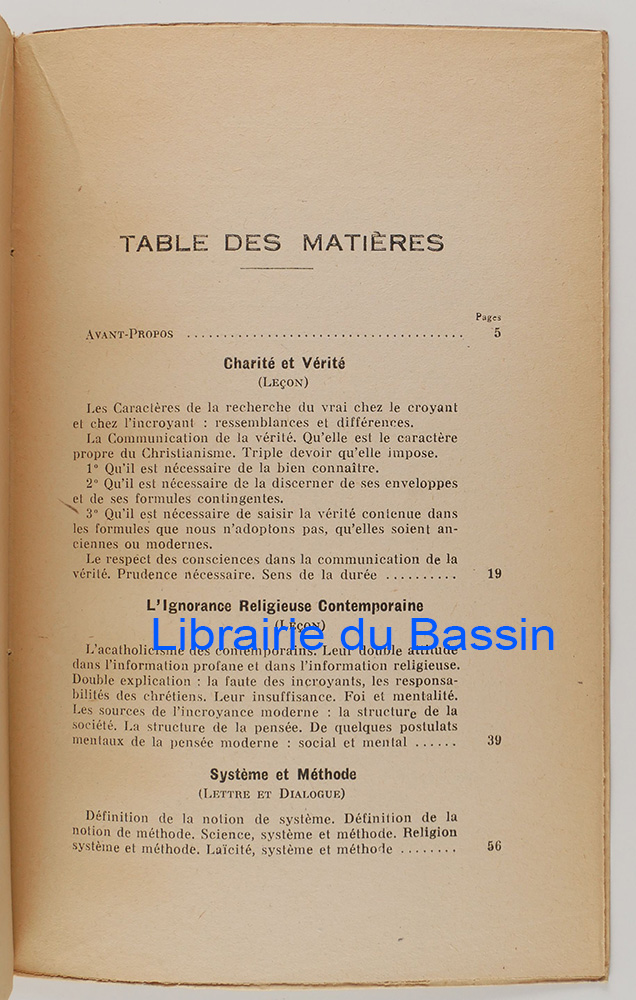 TABLE DES MATIÈRES
Pages
AVANT-PROPOS ..................................... 5
Charité et Vérité
(LEÇON)
Les Caractères de la recherche du vrai chez le croyant
et chez l'incroyant : ressemblances et différences.
La Communication de la vérité. Qu'elle est le caractère
propre du Christianisme. Triple devoir qu'elle impose.
1° Qu'il est nécessaire de la bien connaître.
2° Qu'il est nécessaire de la discerner de ses enveloppes
et de ses formules contingentes.
3° Qu'il est nécessaire de saisir la vérité contenue dans
les formules que nous n'adoptons pas, qu'elles soient an-
ciennes ou modernes.
Le respect des consciences dans la communication de la
vérité. Prudence nécessaire. Sens de la durée .......... 19
L'Ignorance Religieuse Contemporaine
(LEÇON)
Librairie du Bassin
L'acatholicisme des contemporains. Leur double attitude
dans l'information profane et dans l'information religieuse.
Double explication : la faute des incroyants, les responsa-
bilités des chrétiens. Leur insuffisance. Foi et mentalité.
Les sources de l'incroyance moderne : la structure de la
société. La structure de la pensée. De quelques postulats
mentaux de la pensée moderne : social et mental ...... 39
Système et Méthode
(LETTRE ET DIALOGUE)
Définition de la notion de système. Définition de la
notion de méthode. Science, système et méthode. Religion
système et méthode. Laïcité, système et méthode ........ 56